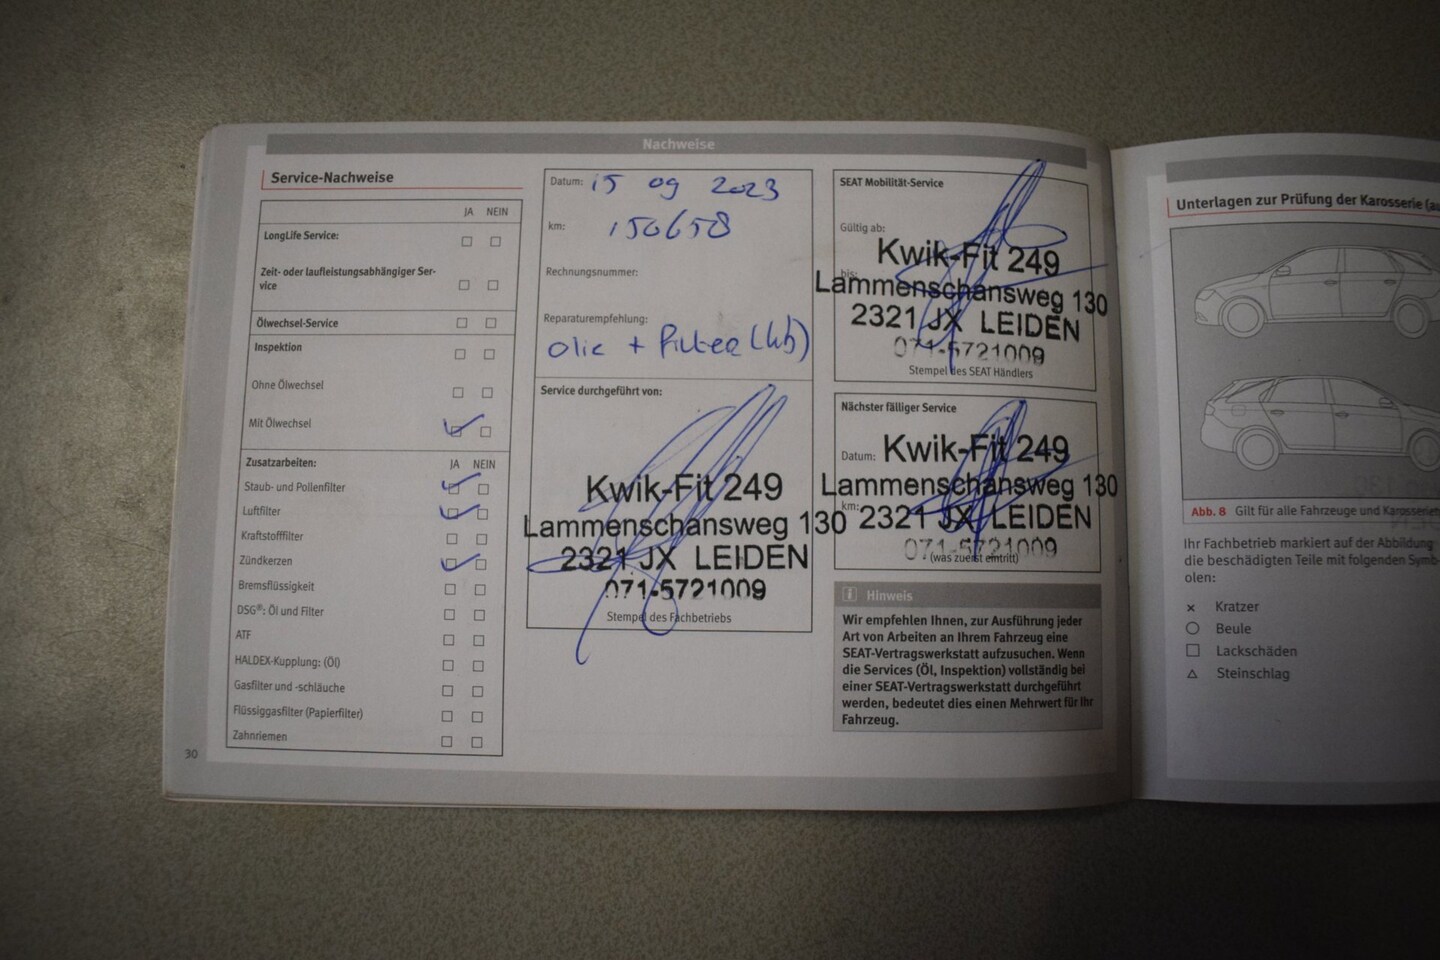 Nachweise
Service-Nachweise
JA NEIN
LongLife Service:
Zeit- oder laufleistungsabhängiger Ser-
vice
Ölwechsel-Service
Inspektion
Ohne Ölwechsel
Mit Ölwechsel
Zusatzarbeiten: JA NEIN
Staub- und Pollenfilter
Luftfilter
Kraftstofffilter
Zündkerzen
Bremsflüssigkeit
DSG®: Öl und Filter
ATF
HALDEX-Kupplung: (Öl)
Gasfilter und -schläuche
Flüssiggasfilter (Papierfilter)
Zahnriemen
30
Datum: 15 09 2023
km: 150658
Rechnungsnummer:
Reparaturempfehlung:
Olie + Filter
Service durchgeführt von:
Kwik-Fit 249
Lammenschansweg 130
2321 JX LEIDEN
071-5721009
Stempel des Fachbetriebs
SEAT Mobilität-Service
Gültig ab:
bis:
Kwik-Fit 249
Lammenschansweg 130
2321 JX LEIDEN
071-5721009
Stempel des SEAT Händlers
Nächster fälliger Service
Datum:
km:
Kwik-Fit 249
Lammenschansweg 130
2321 JX LEIDEN
071-5721009
(was zuerst eintritt)
i Hinweis
Wir empfehlen Ihnen, zur Ausführung jeder
Art von Arbeiten an Ihrem Fahrzeug eine
SEAT-Vertragswerkstatt aufzusuchen. Wenn
die Services (Öl, Inspektion) vollständig bei
einer SEAT-Vertragswerkstatt durchgeführt
werden, bedeutet dies einen Mehrwert für Ihr
Fahrzeug.
Unterlagen zur Prüfung der Karosserie (au
Abb. 8 Gilt für alle Fahrzeuge und Karosseriet
Ihr Fachbetrieb markiert auf der Abbildung
die beschädigten Teile mit folgenden Symb-
olen:
Kratzer
Beule
Lackschäden
Steinschlag